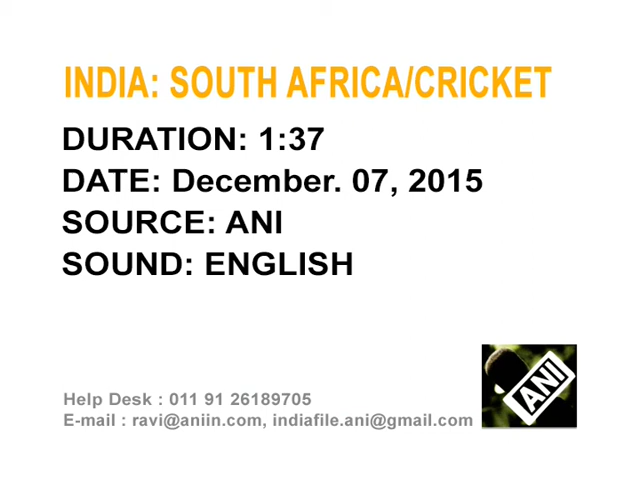 INDIA: SOUTH AFRICA/CRICKET
DURATION: 1:37
DATE: December. 07, 2015
SOURCE: ANI
SOUND: ENGLISH
ANI
Help Desk : 011 91 26189705
E-mail : ravi@aniin.com, indiafile.ani@gmail.com